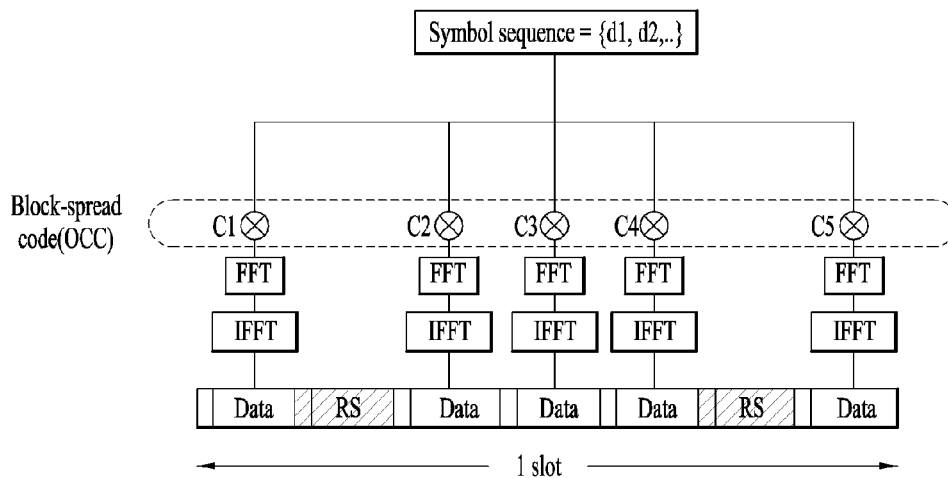 Symbol sequence = {d1, d2,..}
Block-spread
code(OCC)
C1 C2 C3 C4 C5
FFT FFT FFT FFT FFT
IFFT IFFT IFFT IFFT IFFT
Data RS Data Data Data RS Data
1 slot